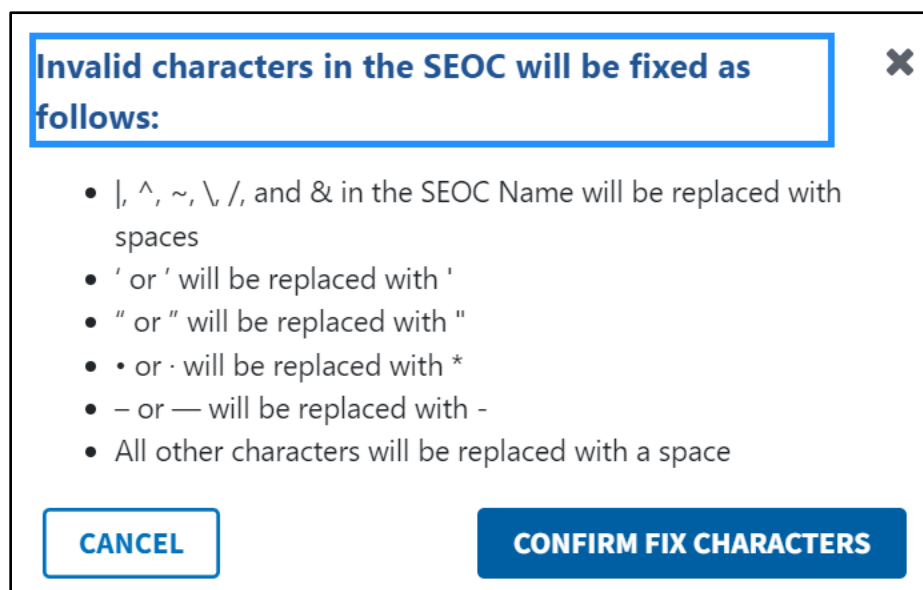 Invalid characters in the SEOC will be fixed as
follows:
• |, ^, ~, \, /, and & in the SEOC Name will be replaced with
spaces
• ‘ or ’ will be replaced with '
• “ or ” will be replaced with "
• • or · will be replaced with *
• – or — will be replaced with -
• All other characters will be replaced with a space
CANCEL
CONFIRM FIX CHARACTERS